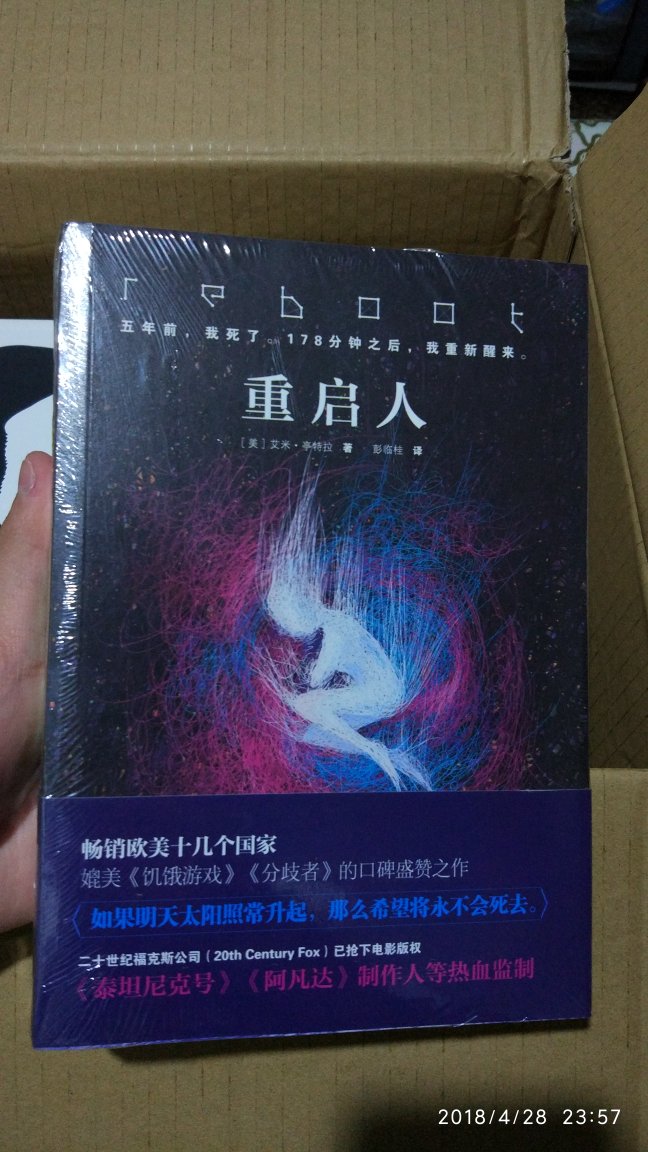 reboot
五年前，我死了。178分钟之后，我重新醒来。
重启人
［美］艾米·亭特拉 著 彭临桂 译
畅销欧美十几个国家
媲美《饥饿游戏》《分歧者》的口碑盛赞之作
〈如果明天太阳照常升起，那么希望将永不会死去。〉
二十世纪福克斯公司（20th Century Fox）已抢下电影版权
《泰坦尼克号》《阿凡达》制作人等热血监制
2018/4/28 23:57